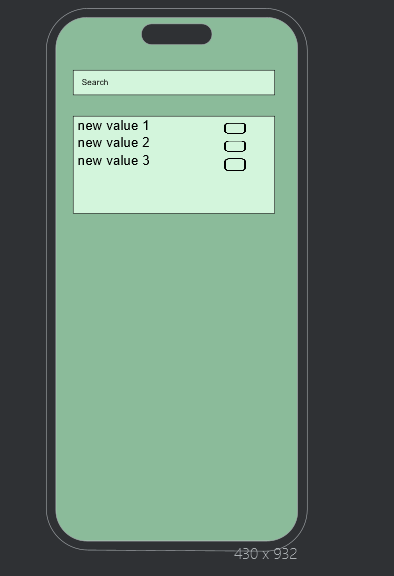 Search
new value 1
new value 2
new value 3
430 x 932